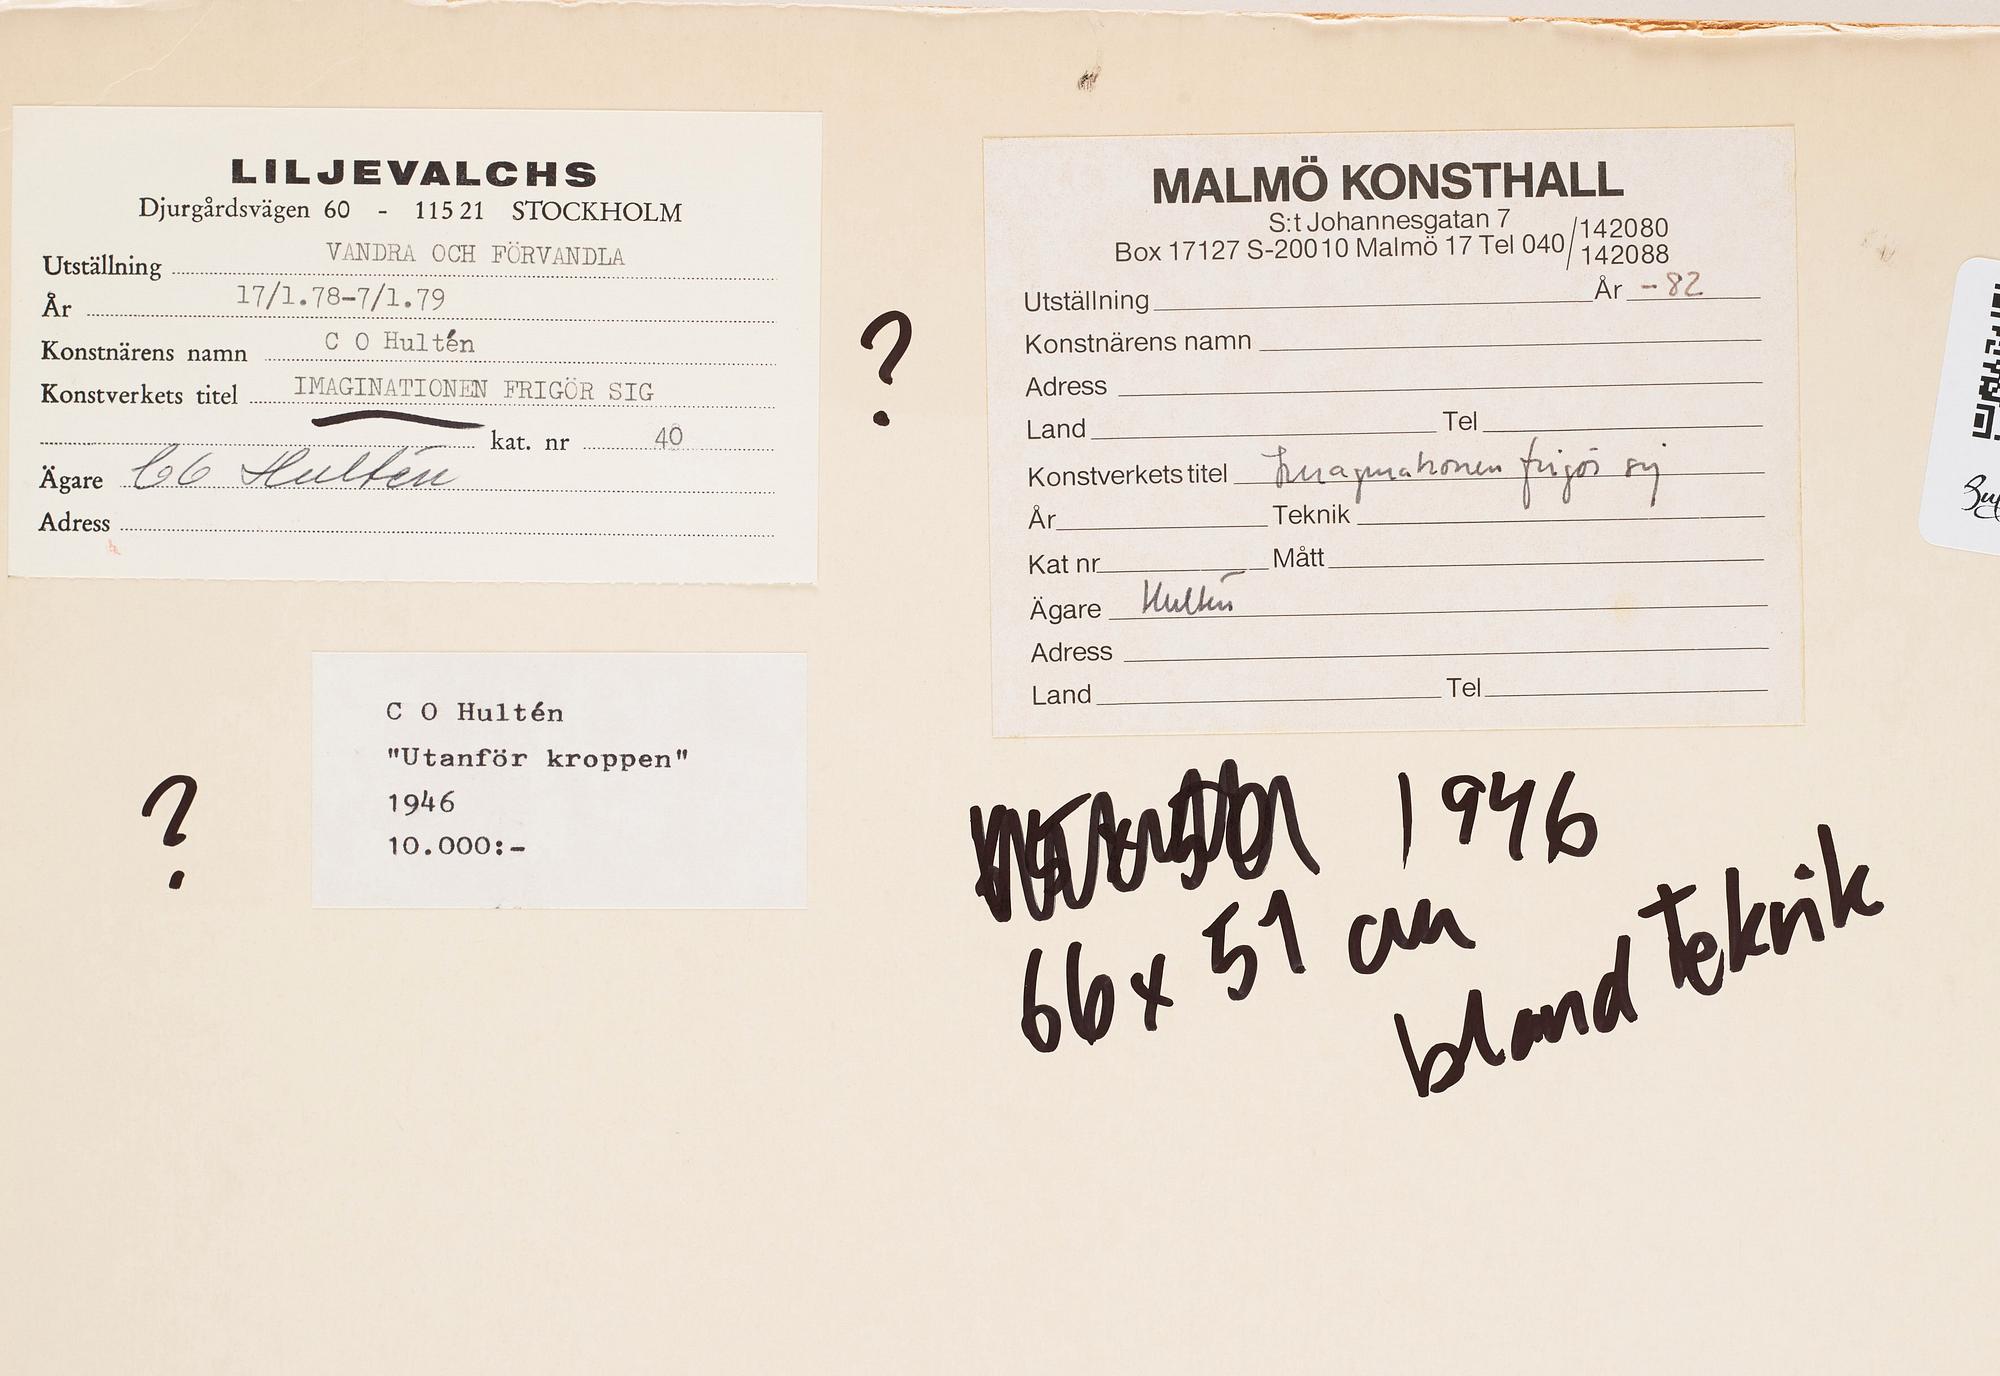 LILJEVALCHS
Djurgårdsvägen 60 - 115 21 STOCKHOLM
Utställning VANDRA OCH FÖRVANDLA
År 17/1.78-7/1.79
Konstnärens namn C O Hultén
Konstverkets titel IMAGINATIONEN FRIGÖR SIG
kat. nr 40
Ägare CO Hultén
Adress
?
MALMÖ KONSTHALL
S:t Johannesgatan 7
Box 17127 S-200 10 Malmö 17 Tel 040/142080
142088
Utställning År -82
Konstnärens namn
Adress
Land Tel
Konstverkets titel Imaginationen frigör sig
År Teknik
Kat nr Mått
Ägare Hultén
Adress
Land Tel
?
C O Hultén
"Utanför kroppen"
1946
10.000:-
1946
66x51 cm
bland Teknik